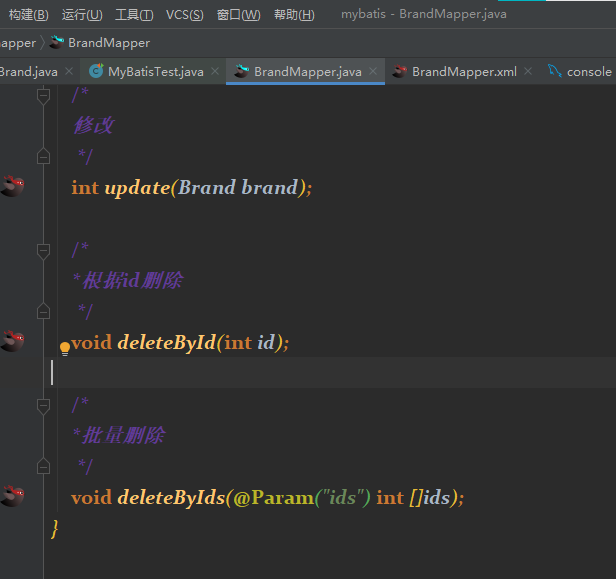 构建(B) 运行(U) 工具(T) VCS(S) 窗口(W) 帮助(H) mybatis - BrandMapper.java
apper BrandMapper
Brand.java MyBatisTest.java BrandMapper.java BrandMapper.xml console
/*
修改
*/
int update(Brand brand);
/*
*根据id删除
*/
void deleteById(int id);
/*
*批量删除
*/
void deleteByIds(@Param("ids") int []ids);
}